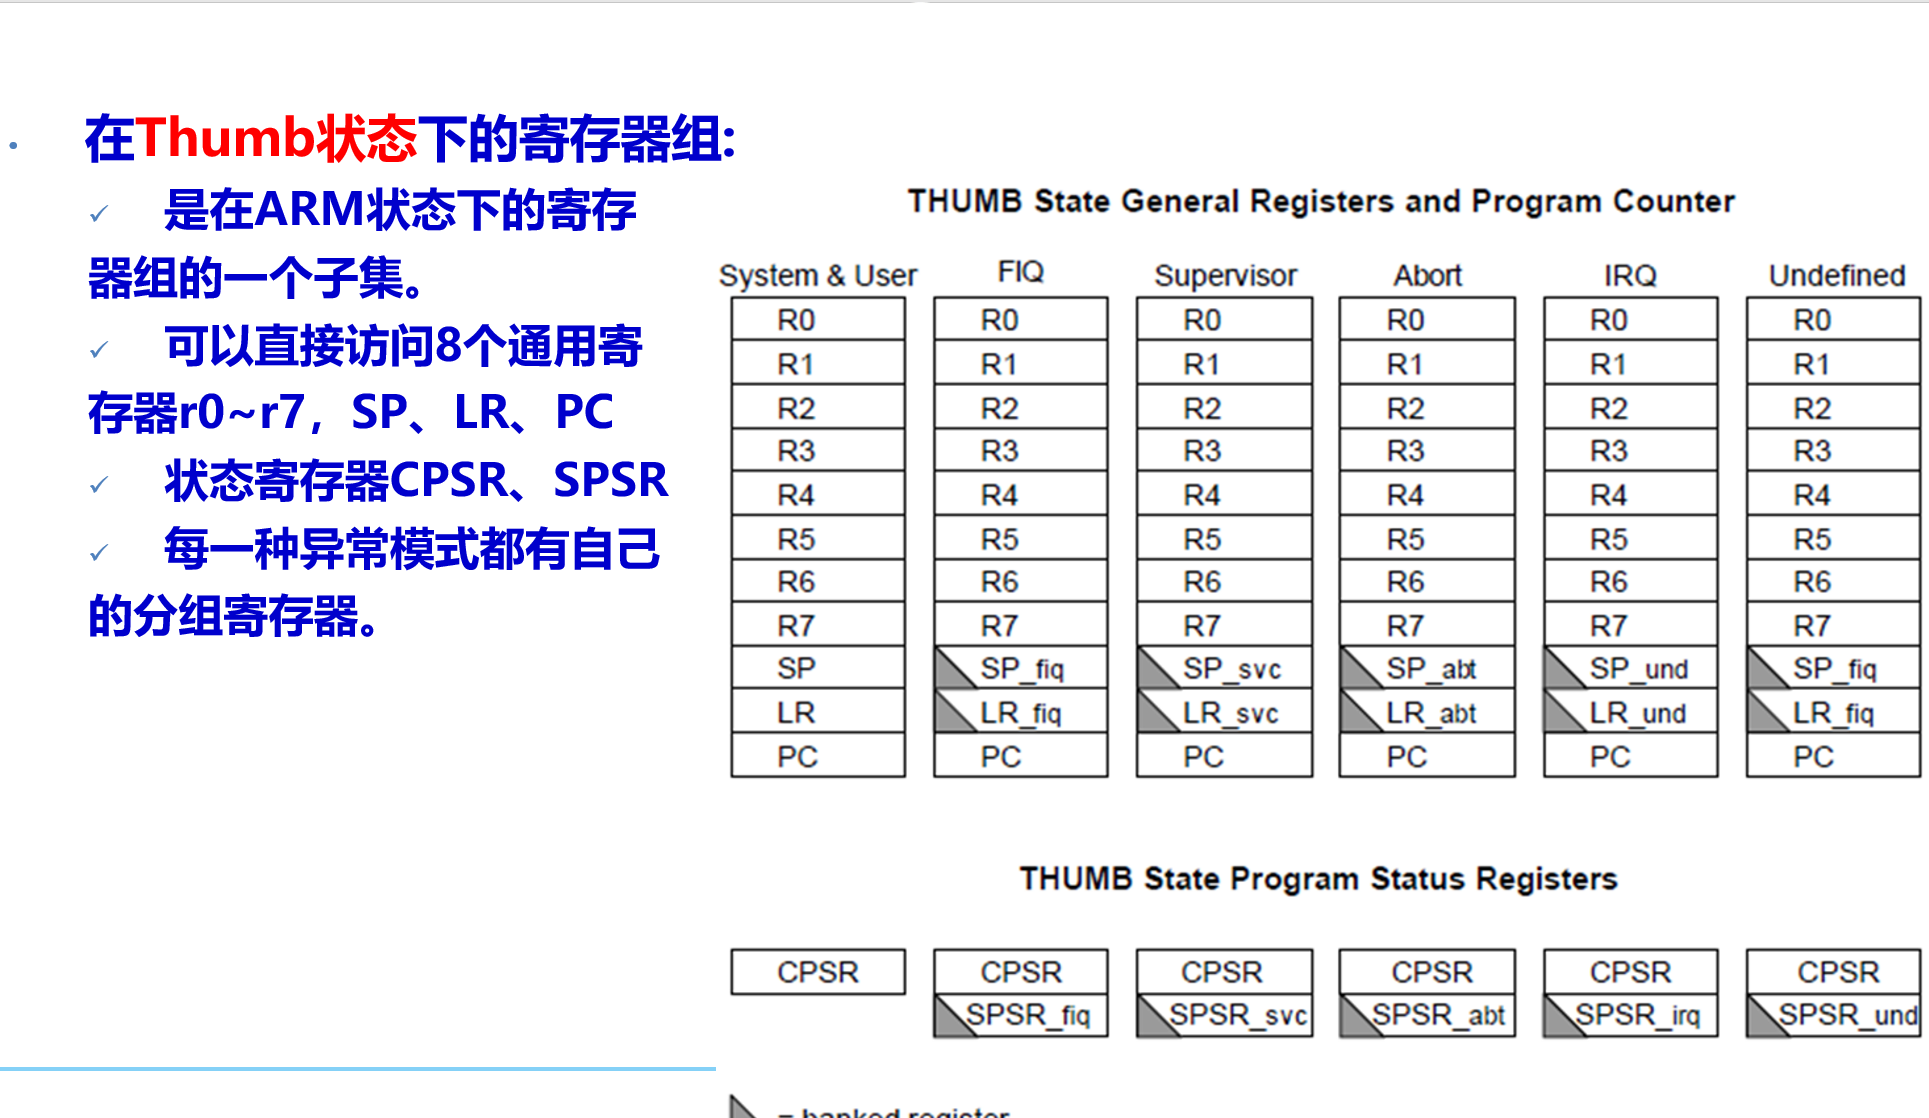 在Thumb状态下的寄存器组:
是在ARM状态下的寄存
器组的一个子集。
可以直接访问8个通用寄
存器r0~r7，SP、LR、PC
状态寄存器CPSR、SPSR
每一种异常模式都有自己
的分组寄存器。
THUMB State General Registers and Program Counter
System & User FIQ Supervisor Abort IRQ Undefined
R0 R0 R0 R0 R0 R0
R1 R1 R1 R1 R1 R1
R2 R2 R2 R2 R2 R2
R3 R3 R3 R3 R3 R3
R4 R4 R4 R4 R4 R4
R5 R5 R5 R5 R5 R5
R6 R6 R6 R6 R6 R6
R7 R7 R7 R7 R7 R7
SP SP_fiq SP_svc SP_abt SP_und SP_fiq
LR LR_fiq LR_svc LR_abt LR_und LR_fiq
PC PC PC PC PC PC
THUMB State Program Status Registers
CPSR CPSR CPSR CPSR CPSR CPSR
SPSR_fiq SPSR_svc SPSR_abt SPSR_irq SPSR_und
= banked register